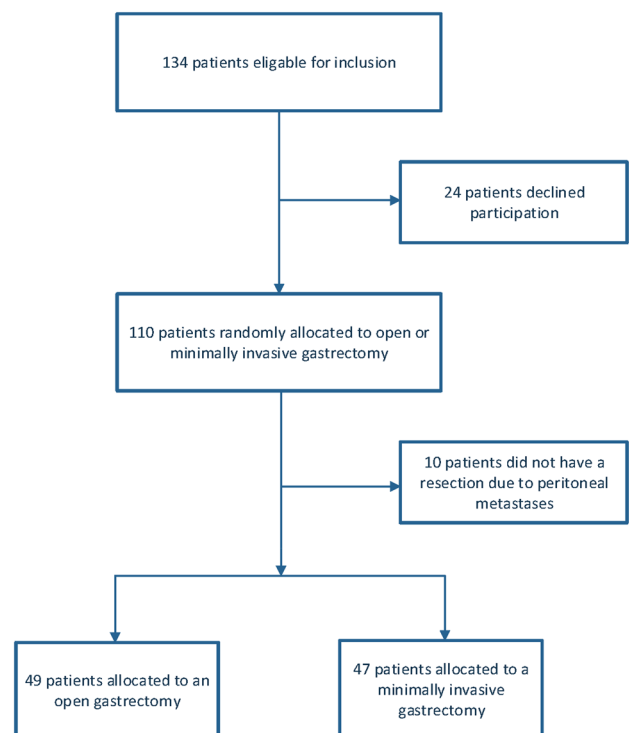 134 patients eligible for inclusion
24 patients declined
participation
110 patients randomly allocated to open or
minimally invasive gastrectomy
10 patients did not have a
resection due to peritoneal
metastases
49 patients allocated to an
open gastrectomy
47 patients allocated to a
minimally invasive
gastrectomy